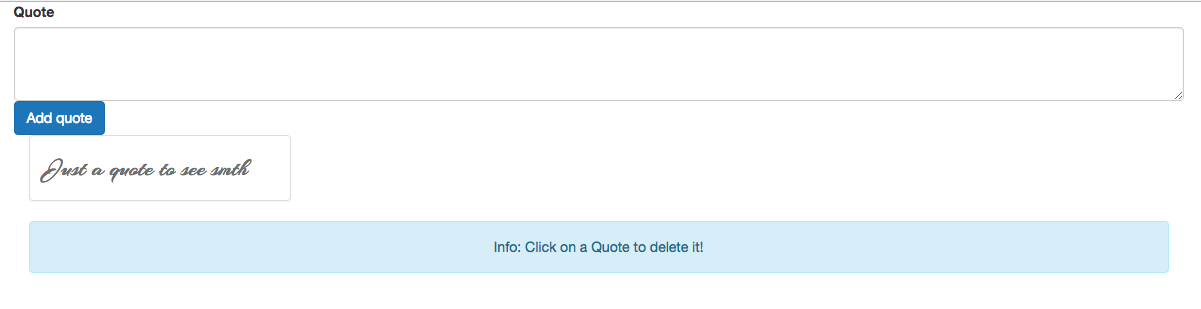 Quote
Add quote
Just a quote to see smth
Info: Click on a Quote to delete it!